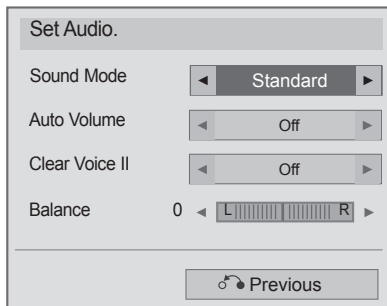 Set Audio.
Sound Mode ◄ Standard ►
Auto Volume ◄ Off ►
Clear Voice II ◄ Off ►
Balance 0 ◄ L R ►
Previous